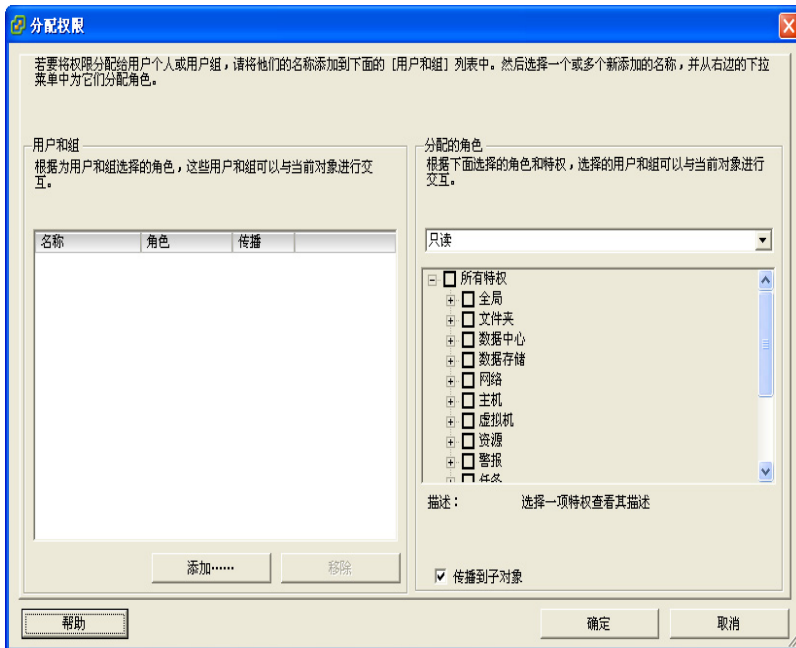 分配权限
若要将权限分配给用户个人或用户组，请将他们的名称添加到下面的 [用户和组] 列表中。然后选择一个或多个新添加的名称，并从右边的下拉
菜单中为它们分配角色。
用户和组
根据为用户和组选择的角色，这些用户和组可以与当前对象进行交
互。
名称 角色 传播
添加…… 移除
分配的角色
根据下面选择的角色和特权，选择的用户和组可以与当前对象进行
交互。
只读
所有特权
全局
文件夹
数据中心
数据存储
网络
主机
虚拟机
资源
警报
任务
描述： 选择一项特权查看其描述
传播到子对象
帮助 确定 取消